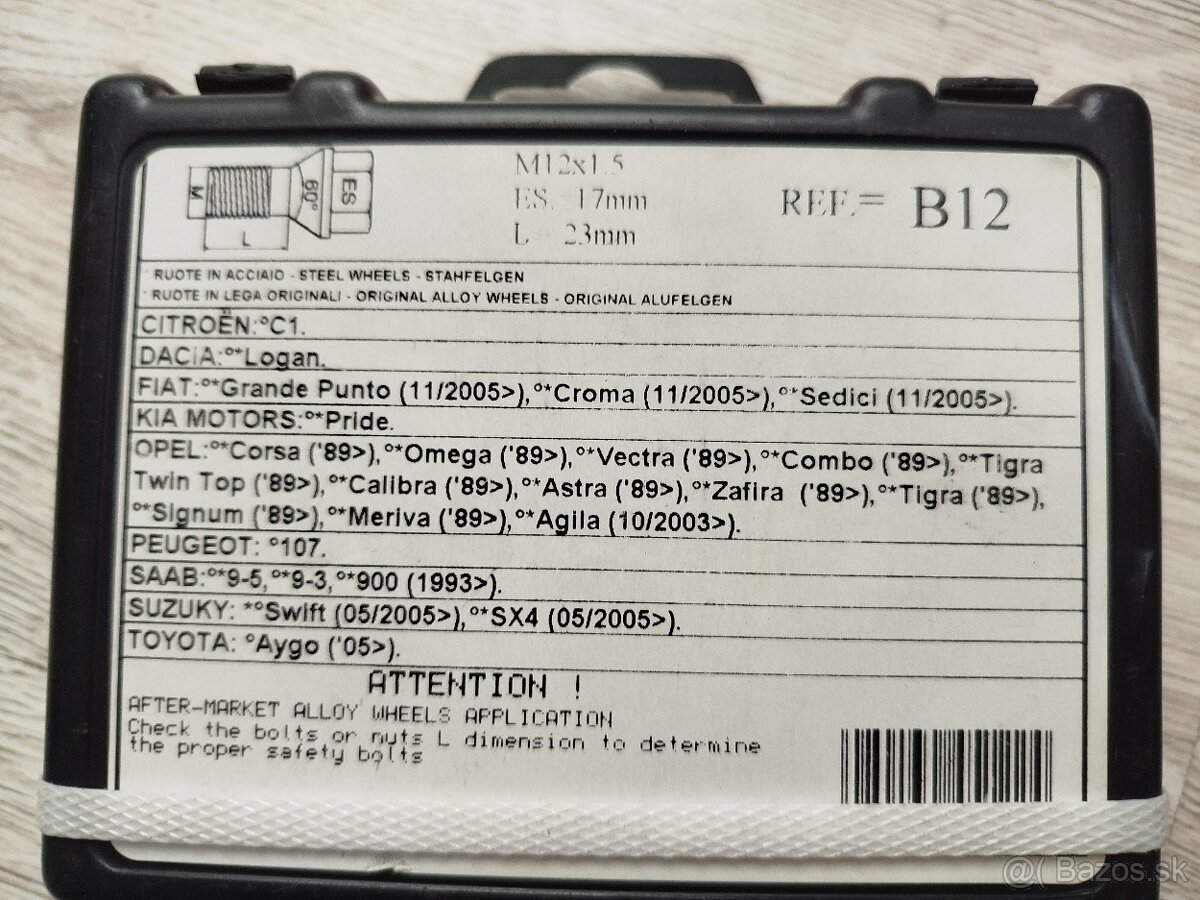 M
L
60°
ES
M12x1.5
ES. 17mm
L 23mm
REF.= B12
° RUOTE IN ACCIAIO - STEEL WHEELS - STAHFELGEN
* RUOTE IN LEGA ORIGINALI - ORIGINAL ALLOY WHEELS - ORIGINAL ALUFELGEN
CITROËN:°C1.
DACIA:°*Logan.
FIAT:°*Grande Punto (11/2005>),°*Croma (11/2005>),°*Sedici (11/2005>).
KIA MOTORS:°*Pride.
OPEL:°*Corsa ('89>),°*Omega ('89>),°*Vectra ('89>),°*Combo ('89>),°*Tigra
Twin Top ('89>),°*Calibra ('89>),°*Astra ('89>),°*Zafira ('89>),°*Tigra ('89>),
°*Signum ('89>),°*Meriva ('89>),°*Agila (10/2003>).
PEUGEOT: °107.
SAAB:°*9-5,°*9-3,°*900 (1993>).
SUZUKY: *°Swift (05/2005>),°*SX4 (05/2005>).
TOYOTA: °Aygo ('05>).
ATTENTION !
AFTER-MARKET ALLOY WHEELS APPLICATION
Check the bolts or nuts L dimension to determine
the proper safety bolts
@( Bazos.sk